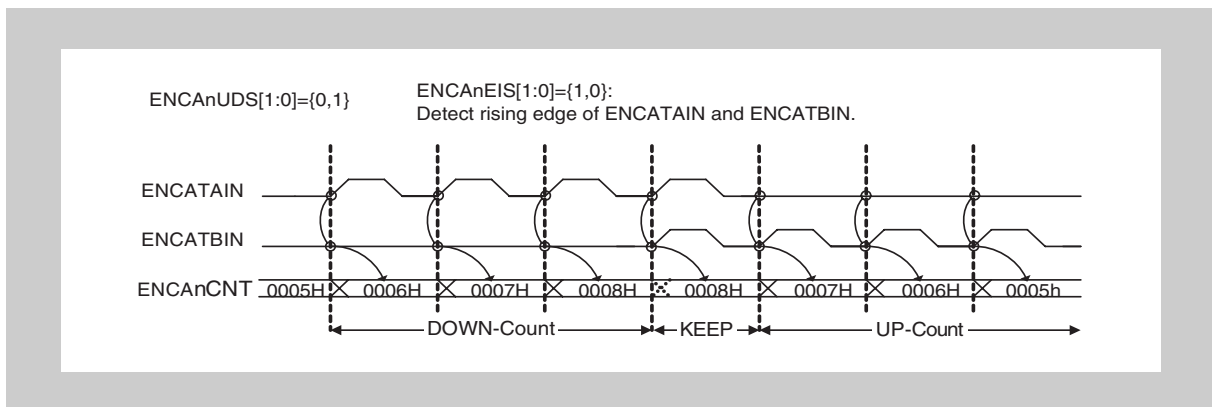 ENCAnUDS[1:0]={0,1}
ENCAnEIS[1:0]={1,0}:
Detect rising edge of ENCATAIN and ENCATBIN.
ENCATAIN
ENCATBIN
ENCAnCNT 0005H 0006H 0007H 0008H 0008H 0007H 0006H 0005h
DOWN-Count KEEP UP-Count